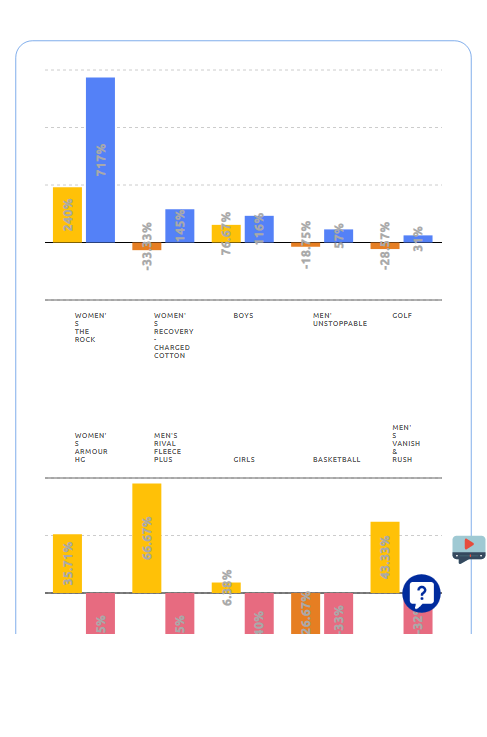 240%
717%
-33.33%
145%
76.67%
116%
-18.75%
57%
-28.57%
31%
WOMEN'
S
THE
ROCK
WOMEN'
S
RECOVERY
-
CHARGED
COTTON
BOYS
MEN'
UNSTOPPABLE
GOLF
WOMEN'
S
ARMOUR
HG
MEN'S
RIVAL
FLEECE
PLUS
GIRLS
BASKETBALL
MEN'
S
VANISH
&
RUSH
35.71%
66.67%
6.38%
26.67%
-33%
43.33%
?